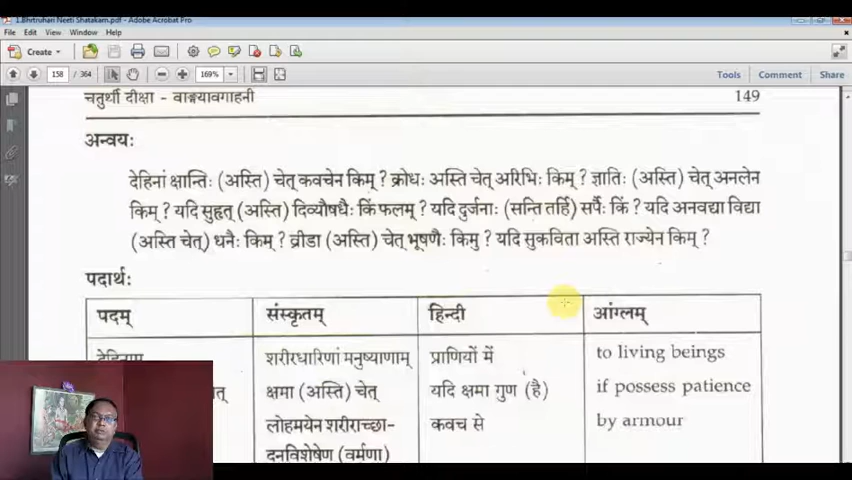 1.Bhrtruhari Neeti Shatakam.pdf - Adobe Acrobat Pro
File Edit View Window Help
Create
158 / 364 169% Tools Comment Share
चतुर्थी दीक्षा - वाङ्मयावगाहनी 149
अन्वयः
देहिनां क्षान्तिः (अस्ति) चेत् कवचेन किम् ? क्रोधः अस्ति चेत् अरिभिः किम् ? ज्ञातिः (अस्ति) चेत् अनलेन
किम् ? यदि सुहृत् (अस्ति) दिव्यौषधैः किं फलम् ? यदि दुर्जनाः (सन्ति तर्हि) सर्पैः किं ? यदि अनवद्या विद्या
(अस्ति चेत्) धनैः किम् ? व्रीडा (अस्ति) चेत् भूषणैः किमु ? यदि सुकविता अस्ति राज्येन किम् ?
पदार्थः
पदम् संस्कृतम् हिन्दी आंग्लम्
शरीरधारिणां मनुष्याणाम् प्राणियों में to living beings
क्षमा (अस्ति) चेत् यदि क्षमा गुण (है) if possess patience
लोहमयेन शरीराच्छा- कवच से by armour
दनविशेषेण (वर्मणा)